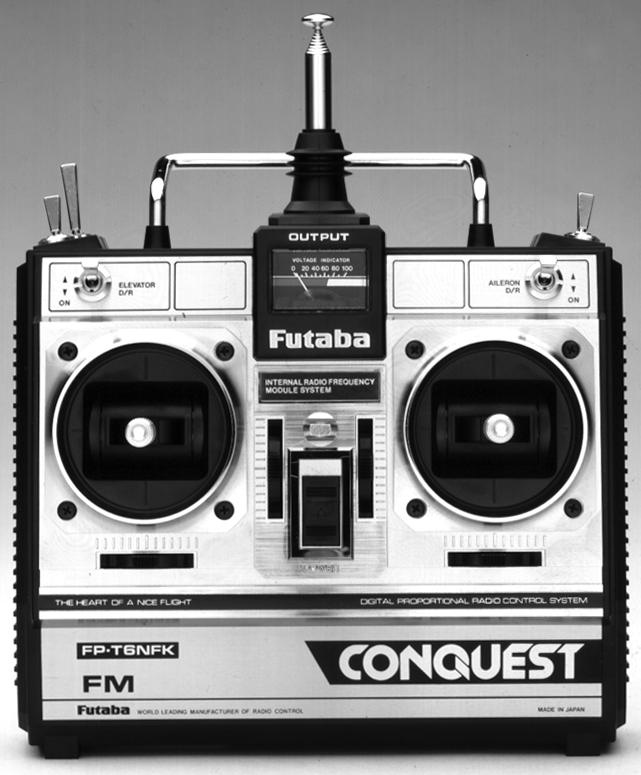 OUTPUT
VOLTAGE INDICATOR
0 20 40 60 80 100
ELEVATOR
D/R
ON
AILERON
D/R
ON
Futaba
INTERNAL RADIO FREQUENCY
MODULE SYSTEM
THE HEART OF A NICE FLIGHT
DIGITAL PROPORTIONAL RADIO CONTROL SYSTEM
FP-T6NFK
CONQUEST
FM
Futaba WORLD LEADING MANUFACTURER OF RADIO CONTROL
MADE IN JAPAN